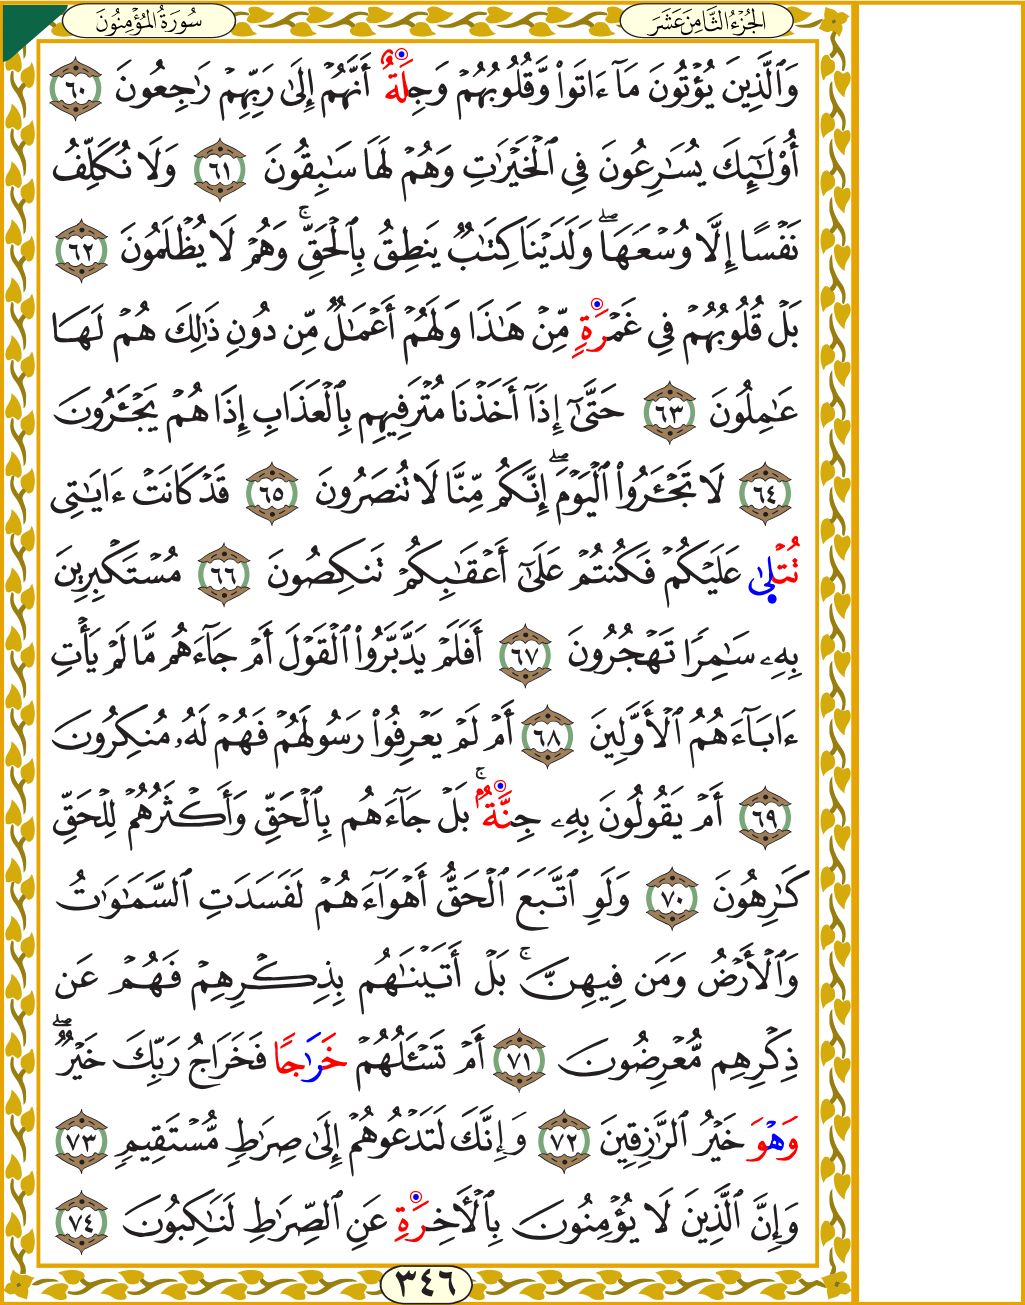 سُورَةُ المُؤْمِنُونَ
الجُزْءُ الثَّامِنَ عَشَرَ
وَٱلَّذِينَ يُؤْتُونَ مَآ ءَاتَوا۟ وَّقُلُوبُهُمْ وَجِلَةٌ أَنَّهُمْ إِلَىٰ رَبِّهِمْ رَٰجِعُونَ ٦٠
أُو۟لَـٰٓئِكَ يُسَـٰرِعُونَ فِى ٱلْخَيْرَٰتِ وَهُمْ لَهَا سَـٰبِقُونَ ٦١ وَلَا نُكَلِّفُ
نَفْسًا إِلَّا وُسْعَهَا ۖ وَلَدَيْنَا كِتَـٰبٌ يَنطِقُ بِٱلْحَقِّ ۚ وَهُمْ لَا يُظْلَمُونَ ٦٢
بَلْ قُلُوبُهُمْ فِى غَمْرَةٍ مِّنْ هَـٰذَا وَلَهُمْ أَعْمَـٰلٌ مِّن دُونِ ذَٰلِكَ هُمْ لَهَا
عَـٰمِلُونَ ٦٣ حَتَّىٰٓ إِذَآ أَخَذْنَا مُتْرَفِيهِم بِٱلْعَذَابِ إِذَا هُمْ يَجْـَٔرُونَ
٦٤ لَا تَجْـَٔرُوا۟ ٱلْيَوْمَ ۖ إِنَّكُم مِّنَّا لَا تُنصَرُونَ ٦٥ قَدْ كَانَتْ ءَايَـٰتِى
تُتْلَىٰ عَلَيْكُمْ فَكُنتُمْ عَلَىٰٓ أَعْقَـٰبِكُمْ تَنكِصُونَ ٦٦ مُسْتَكْبِرِينَ
بِهِۦ سَـٰمِرًا تَهْجُرُونَ ٦٧ أَفَلَمْ يَدَّبَّرُوا۟ ٱلْقَوْلَ أَمْ جَآءَهُم مَّا لَمْ يَأْتِ
ءَابَآءَهُمُ ٱلْأَوَّلِينَ ٦٨ أَمْ لَمْ يَعْرِفُوا۟ رَسُولَهُمْ فَهُمْ لَهُۥ مُنكِرُونَ
٦٩ أَمْ يَقُولُونَ بِهِۦ جِنَّةٌۢ ۚ بَلْ جَآءَهُم بِٱلْحَقِّ وَأَكْثَرُهُمْ لِلْحَقِّ
كَـٰرِهُونَ ٧٠ وَلَوِ ٱتَّبَعَ ٱلْحَقُّ أَهْوَآءَهُمْ لَفَسَدَتِ ٱلسَّمَـٰوَٰتُ
وَٱلْأَرْضُ وَمَن فِيهِنَّ ۚ بَلْ أَتَيْنَـٰهُم بِذِكْرِهِمْ فَهُمْ عَن
ذِكْرِهِم مُّعْرِضُونَ ٧١ أَمْ تَسْـَٔلُهُمْ خَرَٰجًا فَخَرَاجُ رَبِّكَ خَيْرٌ ۖ
وَهْوَ خَيْرُ ٱلرَّٰزِقِينَ ٧٢ وَإِنَّكَ لَتَدْعُوهُمْ إِلَىٰ صِرَٰطٍ مُّسْتَقِيمٍ ٧٣
وَإِنَّ ٱلَّذِينَ لَا يُؤْمِنُونَ بِٱلْـَٔاخِرَةِ عَنِ ٱلصِّرَٰطِ لَنَـٰكِبُونَ ٧٤
٣٤٦